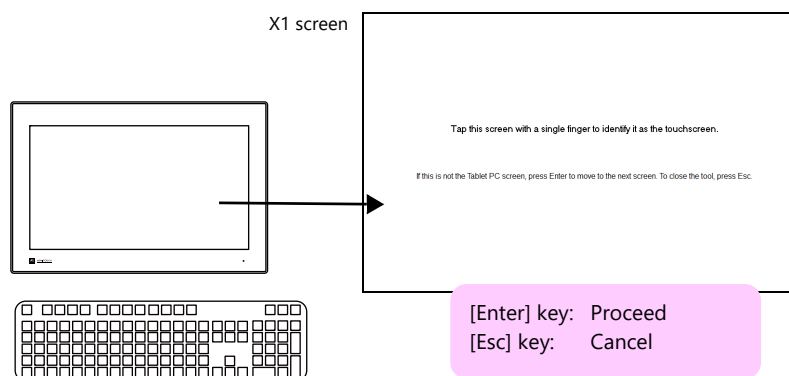 X1 screen
Tap this screen with a single finger to identify it as the touchscreen.
If this is not the Tablet PC screen, press Enter to move to the next screen. To close the tool, press Esc.
[Enter] key: Proceed
[Esc] key: Cancel